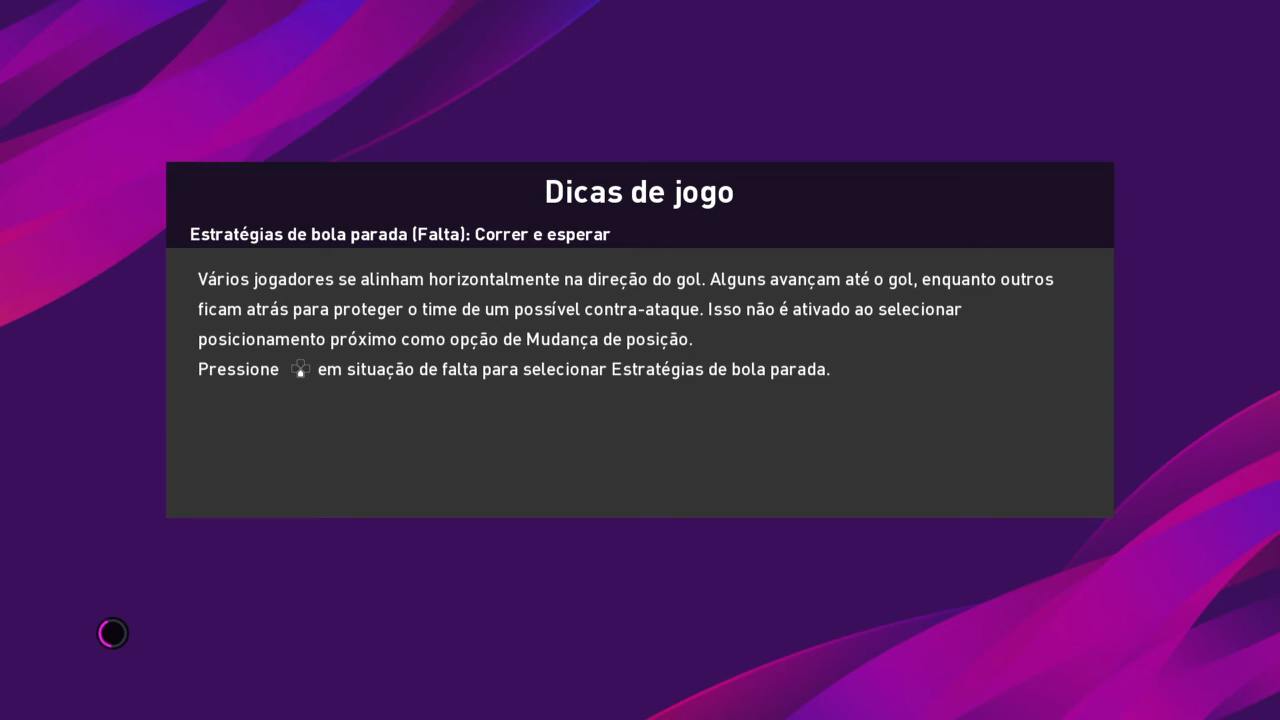 Dicas de jogo
Estratégias de bola parada (Falta): Correr e esperar
Vários jogadores se alinham horizontalmente na direção do gol. Alguns avançam até o gol, enquanto outros
ficam atrás para proteger o time de um possível contra-ataque. Isso não é ativado ao selecionar
posicionamento próximo como opção de Mudança de posição.
Pressione em situação de falta para selecionar Estratégias de bola parada.